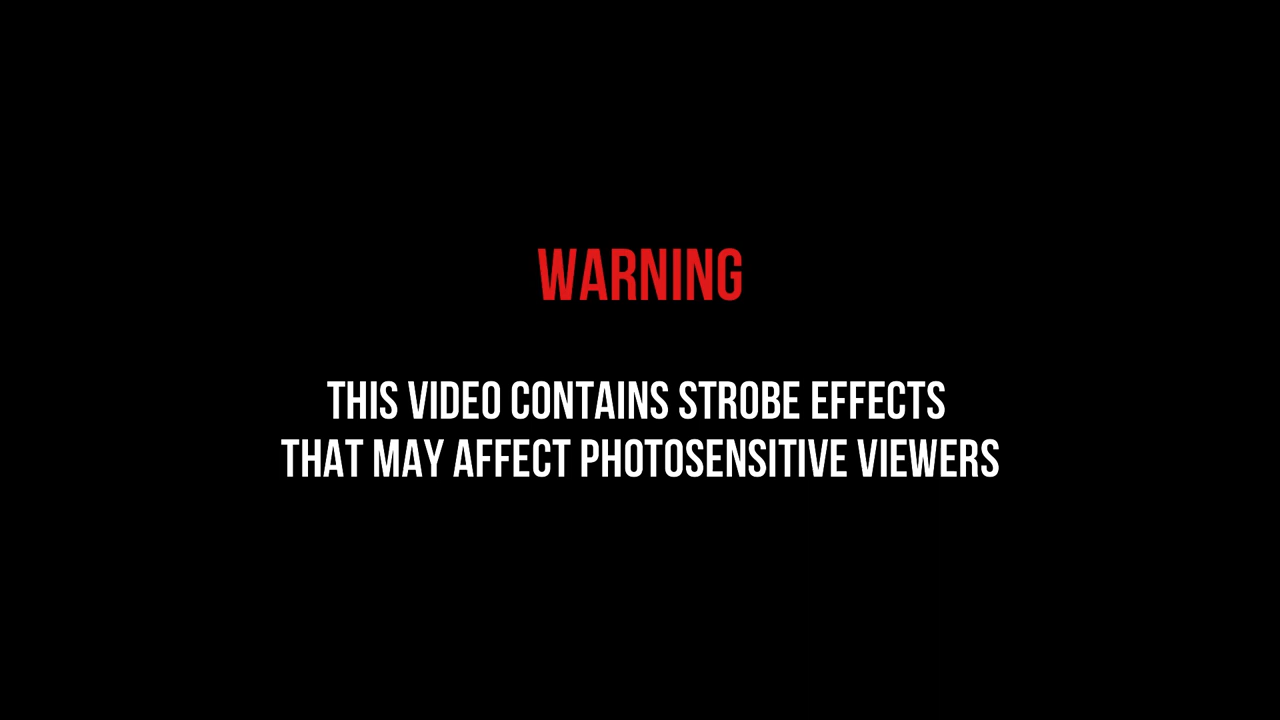 WARNING
THIS VIDEO CONTAINS STROBE EFFECTS
THAT MAY AFFECT PHOTOSENSITIVE VIEWERS